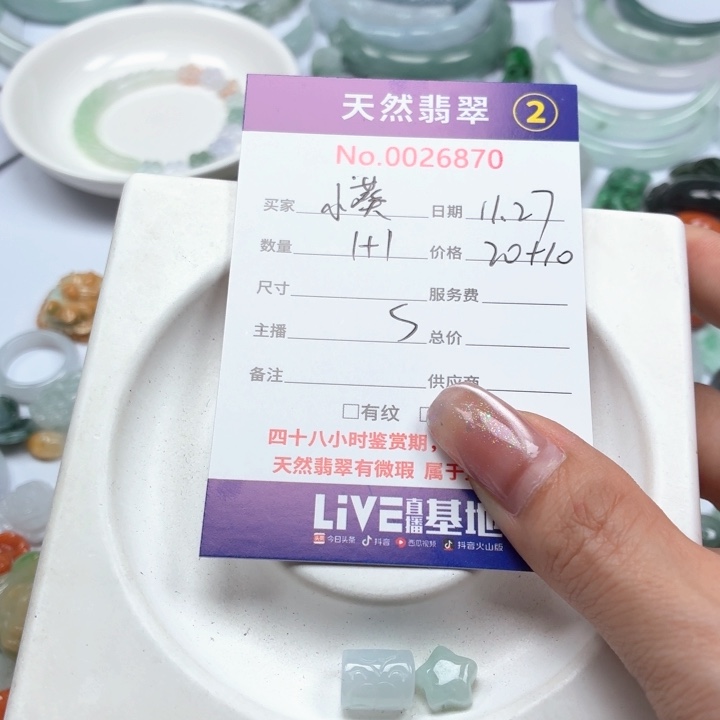 天然翡翠 2
No.0026870
买家 小葵 日期 11.27
数量 1+1 价格 20+10
尺寸 服务费
主播 S 总价
备注 供应商
□有纹 □
四十八小时鉴赏期，
天然翡翠有微瑕 属于
LiVE直播基地
头条 今日头条 抖音 西瓜视频 抖音火山版